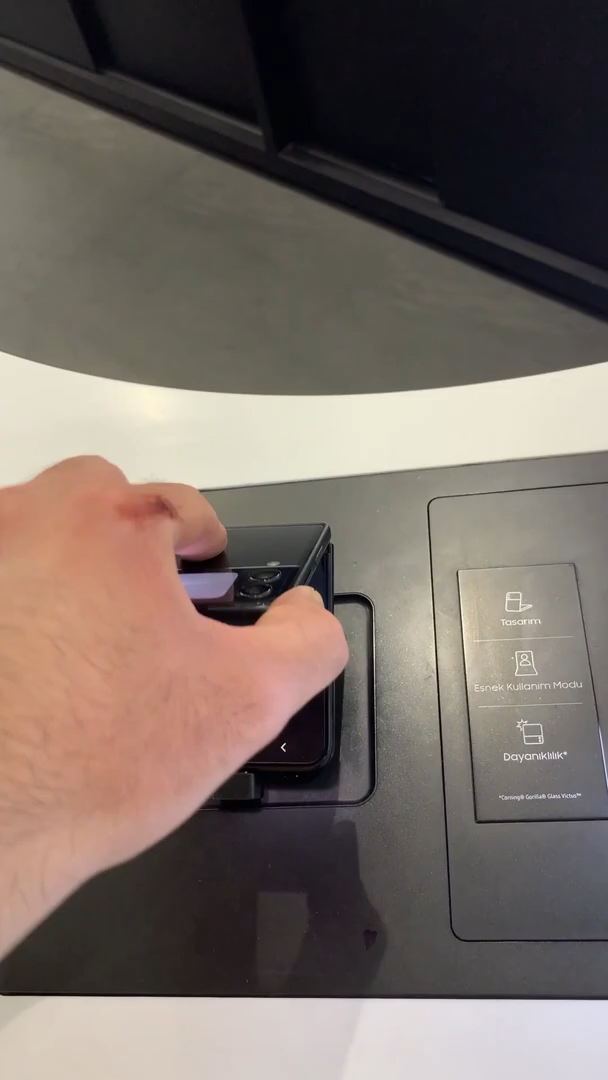 Tasarım
Esnek Kullanım Modu
Dayanıklılık*
*Corning® Gorilla® Glass Victus™